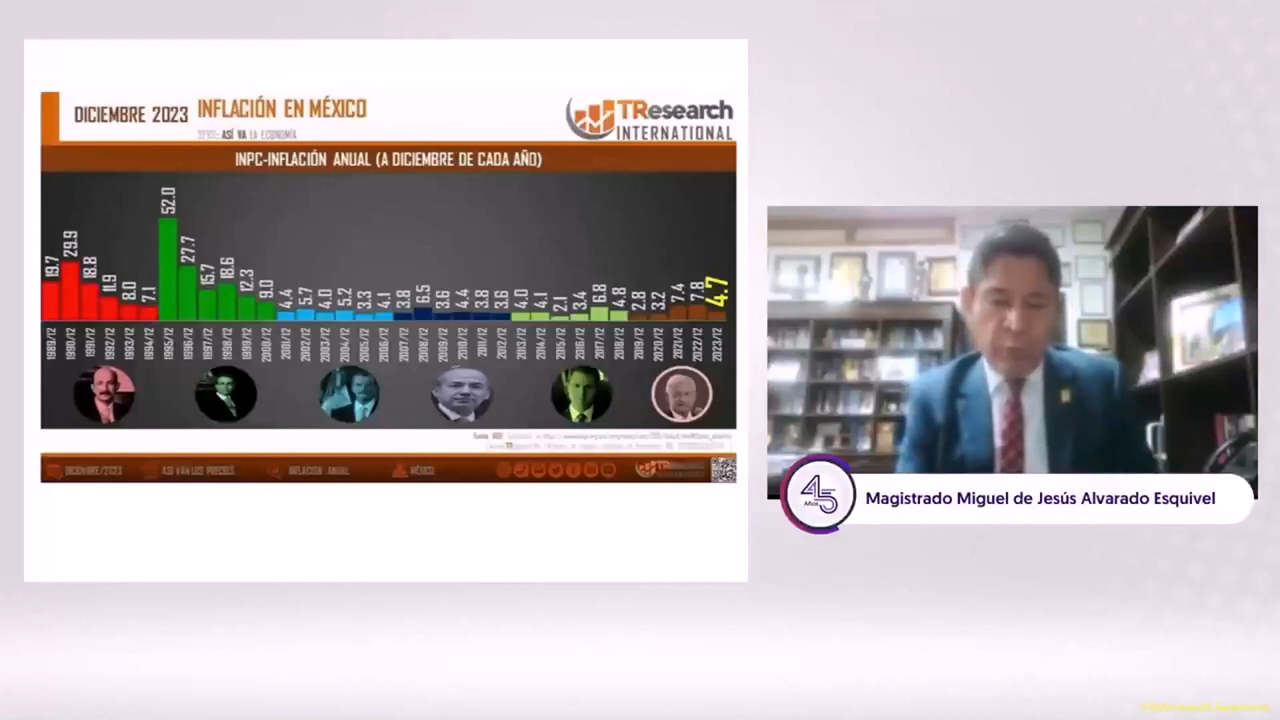 DICIEMBRE 2023
INFLACIÓN EN MÉXICO
SERIE: ASÍ VA LA ECONOMÍA
TResearch
INTERNATIONAL
INPC-INFLACIÓN ANUAL (A DICIEMBRE DE CADA AÑO)
19.7 29.9 18.8 11.9 8.0 7.1 52.0 27.7 15.7 18.6 12.3 9.0 4.4 5.7 4.0 5.2 3.3 4.1 3.8 6.5 3.6 4.4 3.8 3.6 4.0 4.1 2.1 3.4 6.8 4.8 2.8 3.2 7.4 7.8 4.7
1989/12 1990/12 1991/12 1992/12 1993/12 1994/12 1995/12 1996/12 1997/12 1998/12 1999/12 2000/12 2001/12 2002/12 2003/12 2004/12 2005/12 2006/12 2007/12 2008/12 2009/12 2010/12 2011/12 2012/12 2013/12 2014/12 2015/12 2016/12 2017/12 2018/12 2019/12 2020/12 2021/12 2022/12 2023/12
DICIEMBRE/2023 ASÍ VAN LOS PRECIOS INFLACIÓN ANUAL MÉXICO
45
Años
Magistrado Miguel de Jesús Alvarado Esquivel